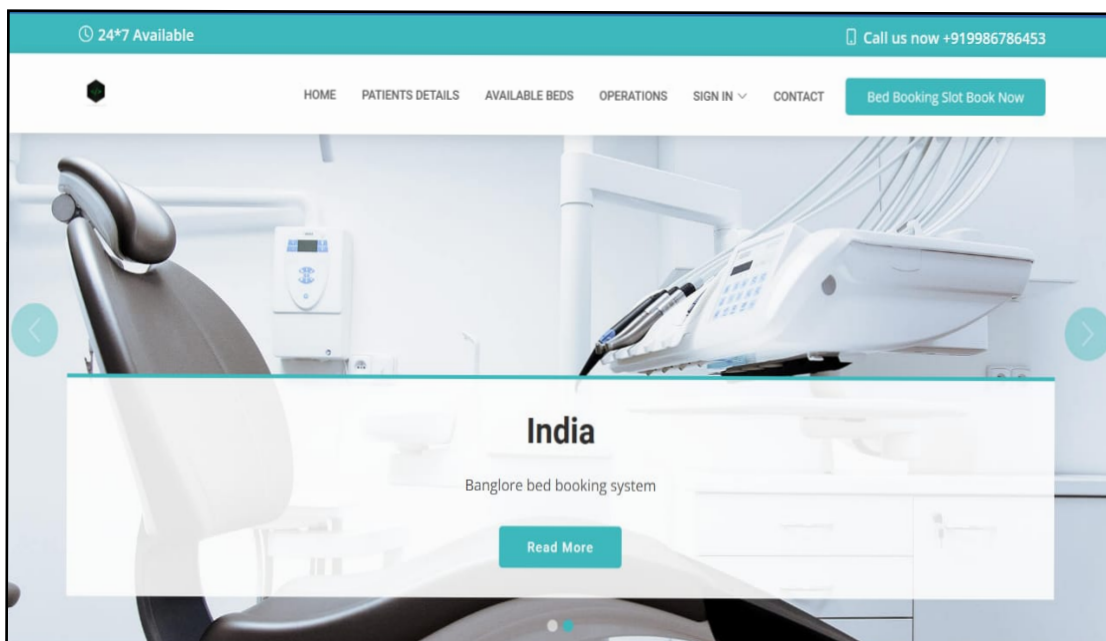 24*7 Available
Call us now +919986786453
HOME PATIENTS DETAILS AVAILABLE BEDS OPERATIONS SIGN IN CONTACT Bed Booking Slot Book Now
India
Banglore bed booking system
Read More